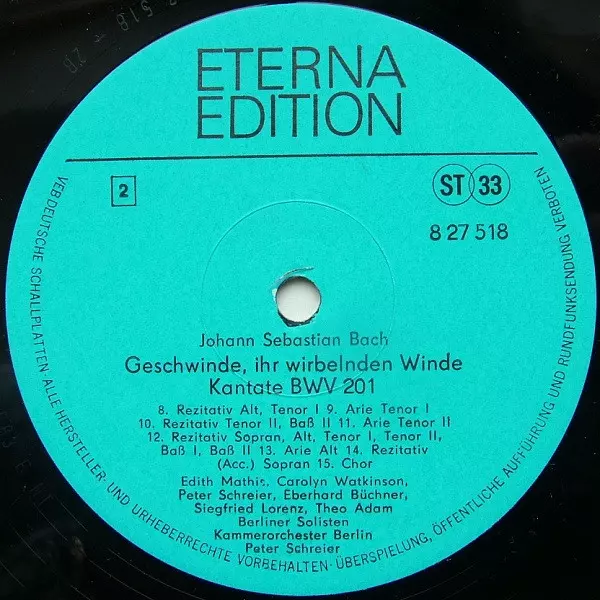 ETERNA
EDITION
2
ST 33
8 27 518
Johann Sebastian Bach
Geschwinde, ihr wirbelnden Winde
Kantate BWV 201
8. Rezitativ Alt, Tenor I 9. Arie Tenor I
10. Rezitativ Tenor II, Baß II 11. Arie Tenor II
12. Rezitativ Sopran, Alt, Tenor I, Tenor II,
Baß I, Baß II 13. Arie Alt 14. Rezitativ
(Acc.) Sopran 15. Chor
Edith Mathis, Carolyn Watkinson,
Peter Schreier, Eberhard Büchner,
Siegfried Lorenz, Theo Adam
Berliner Solisten
Kammerorchester Berlin
Peter Schreier
VEB DEUTSCHE SCHALLPLATTEN · ALLE HERSTELLER- UND URHEBERRECHTE VORBEHALTEN · ÜBERSPIELUNG, ÖFFENTLICHE AUFFÜHRUNG UND RUNDFUNKSENDUNG VERBOTEN